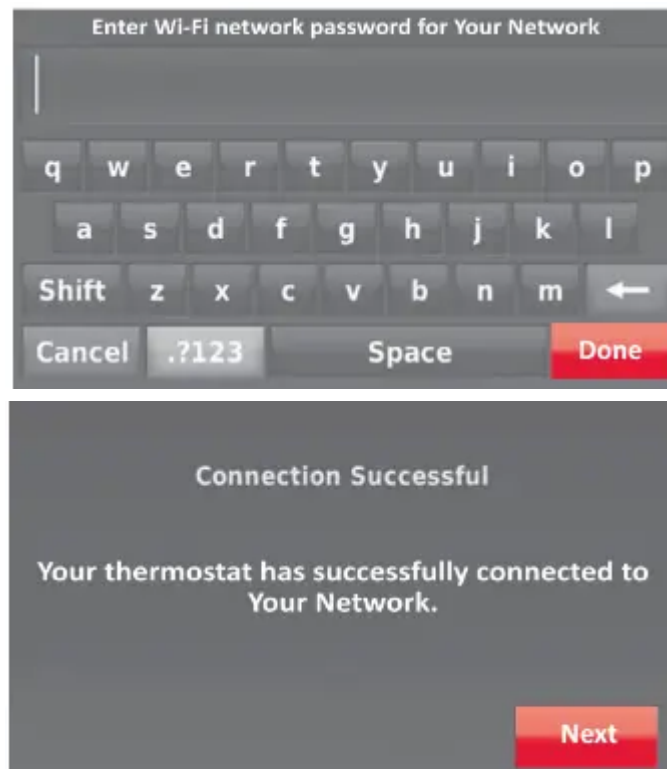 Enter Wi-Fi network password for Your Network
q w e r t y u i o p
a s d f g h j k l
Shift z x c v b n m ←
Cancel .?123 Space Done
Connection Successful
Your thermostat has successfully connected to
Your Network.
Next